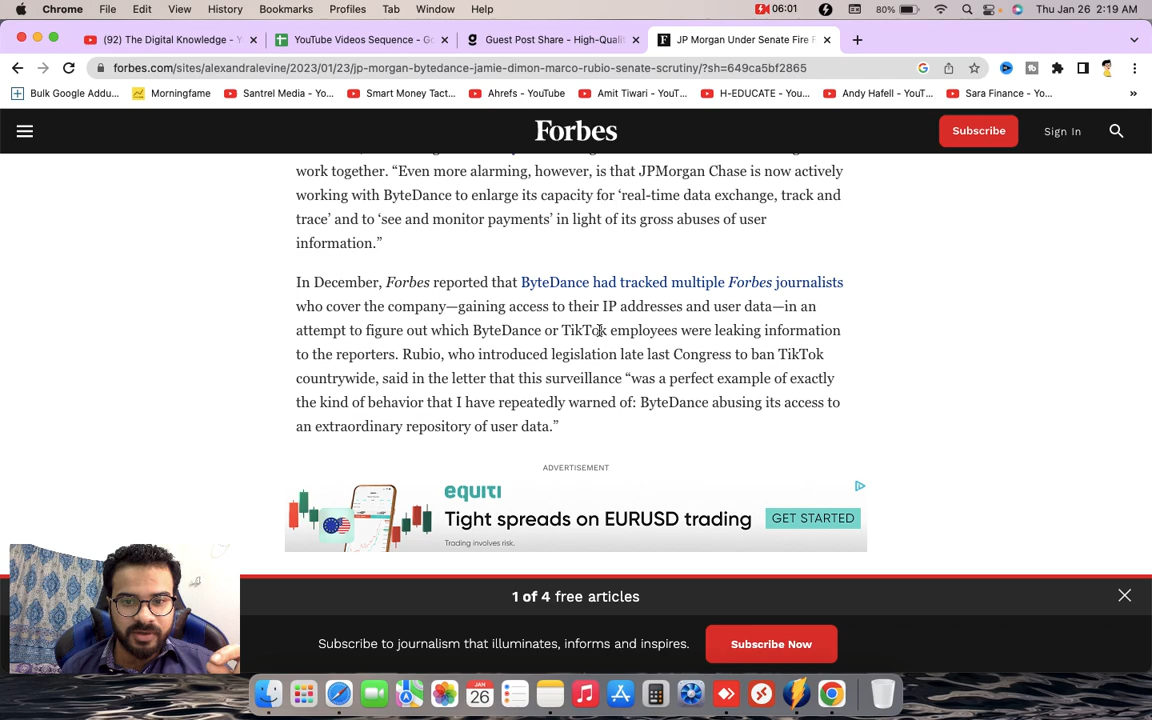 Chrome File Edit View History Bookmarks Profiles Tab Window Help 06:01 80% Thu Jan 26 2:19 AM
(92) The Digital Knowledge - Y YouTube Videos Sequence - Go Guest Post Share - High-Qualit JP Morgan Under Senate Fire F
forbes.com/sites/alexandralevine/2023/01/23/jp-morgan-bytedance-jamie-dimon-marco-rubio-senate-scrutiny/?sh=649ca5bf2865
Bulk Google Addu... Morningfame Santrel Media - Yo... Smart Money Tact... Ahrefs - YouTube Amit Tiwari - YouT... H-EDUCATE - You... Andy Hafell - YouT... Sara Finance - Yo... »
Forbes
Subscribe
Sign In
work together. “Even more alarming, however, is that JPMorgan Chase is now actively
working with ByteDance to enlarge its capacity for ‘real-time data exchange, track and
trace’ and to ‘see and monitor payments’ in light of its gross abuses of user
information.”
In December, Forbes reported that ByteDance had tracked multiple Forbes journalists
who cover the company—gaining access to their IP addresses and user data—in an
attempt to figure out which ByteDance or TikTok employees were leaking information
to the reporters. Rubio, who introduced legislation late last Congress to ban TikTok
countrywide, said in the letter that this surveillance “was a perfect example of exactly
the kind of behavior that I have repeatedly warned of: ByteDance abusing its access to
an extraordinary repository of user data.”
ADVERTISEMENT
equiti
Tight spreads on EURUSD trading
GET STARTED
Trading involves risk.
1 of 4 free articles
Subscribe to journalism that illuminates, informs and inspires.
Subscribe Now
JAN
26